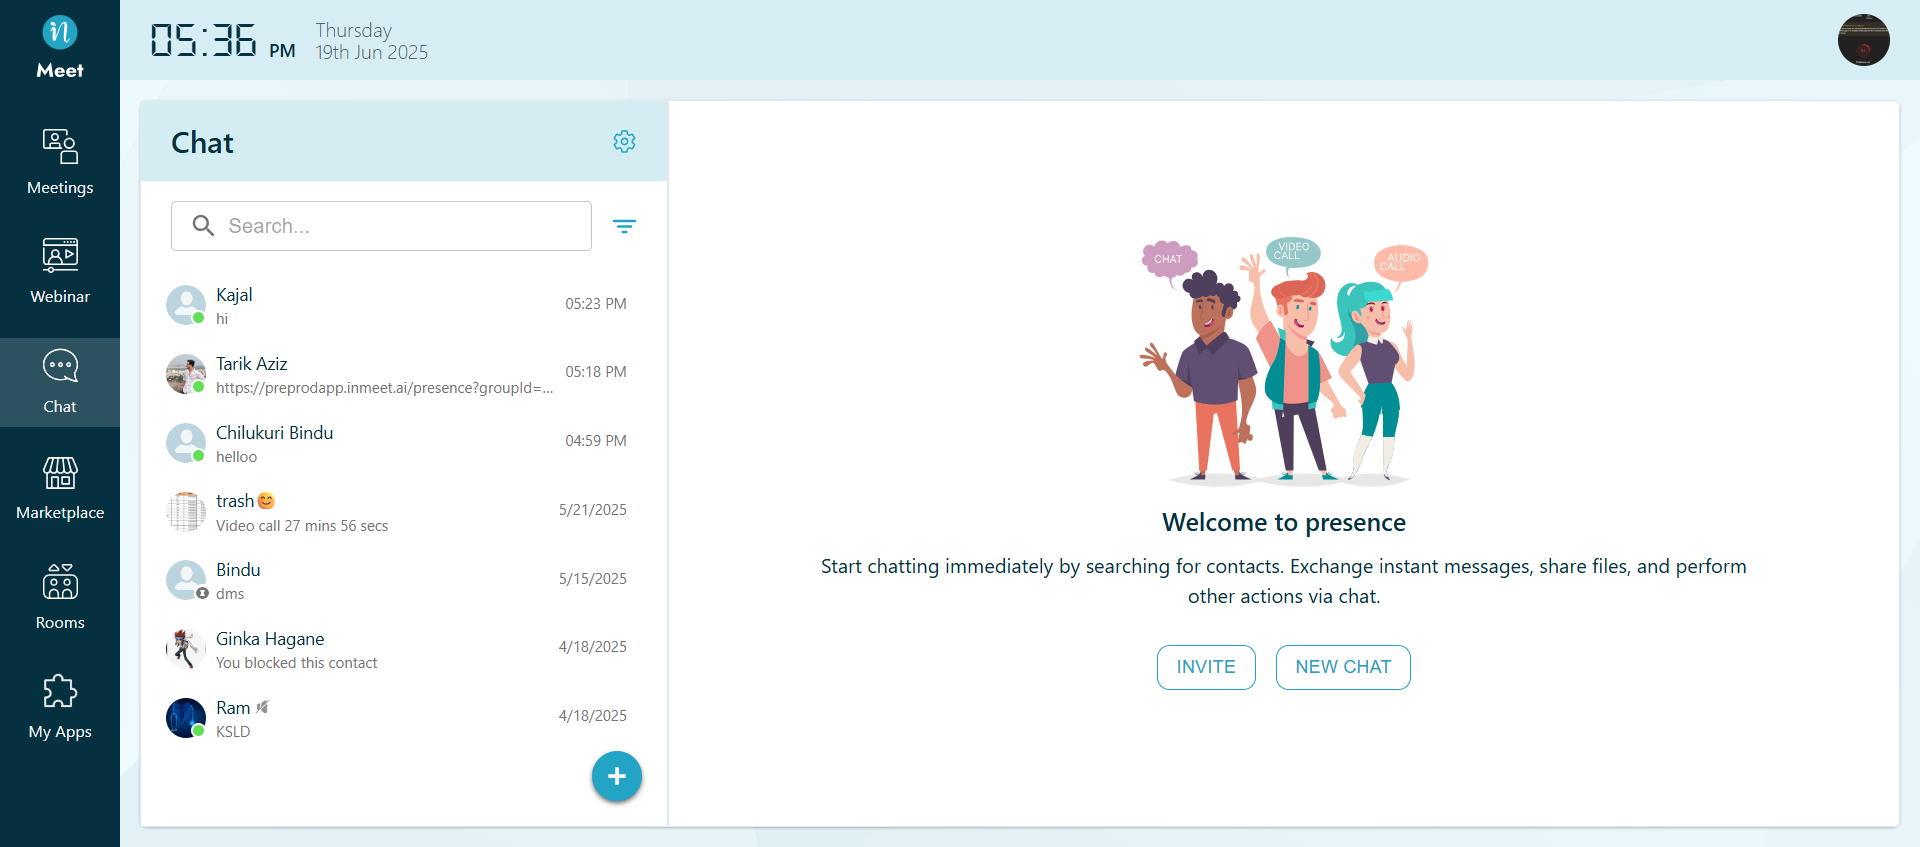 Meet
05:36 PM
Thursday
19th Jun 2025
Meetings
Webinar
Chat
Marketplace
Rooms
My Apps
Chat
Search...
Kajal
hi
05:23 PM
Tarik Aziz
https://preprodapp.inmeet.ai/presence?groupId=...
05:18 PM
Chilukuri Bindu
helloo
04:59 PM
trash😊
Video call 27 mins 56 secs
5/21/2025
Bindu
dms
5/15/2025
Ginka Hagane
You blocked this contact
4/18/2025
Ram
KSLD
4/18/2025
CHAT
VIDEO
CALL
AUDIO
CALL
Welcome to presence
Start chatting immediately by searching for contacts. Exchange instant messages, share files, and perform
other actions via chat.
INVITE
NEW CHAT